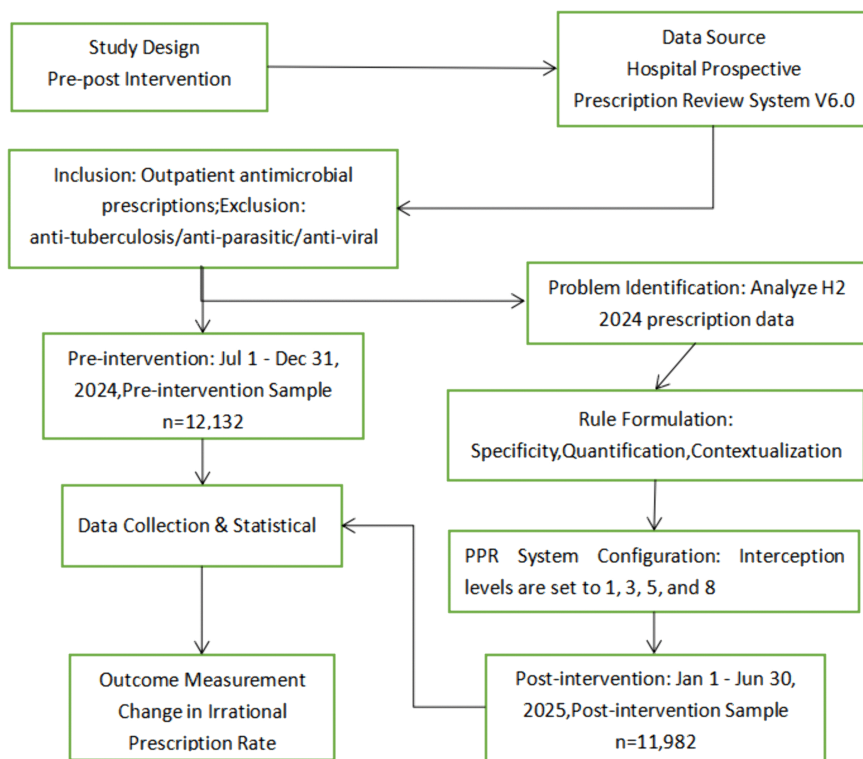 Study Design
Pre-post Intervention
Data Source
Hospital Prospective
Prescription Review System V6.0
Inclusion: Outpatient antimicrobial
prescriptions;Exclusion:
anti-tuberculosis/anti-parasitic/anti-viral
Problem Identification: Analyze H2
2024 prescription data
Pre-intervention: Jul 1 - Dec 31,
2024,Pre-intervention Sample
n=12,132
Rule Formulation:
Specificity,Quantification,Contextualization
Data Collection & Statistical
PPR System Configuration: Interception
levels are set to 1, 3, 5, and 8
Outcome Measurement
Change in Irrational
Prescription Rate
Post-intervention: Jan 1 - Jun 30,
2025,Post-intervention Sample
n=11,982